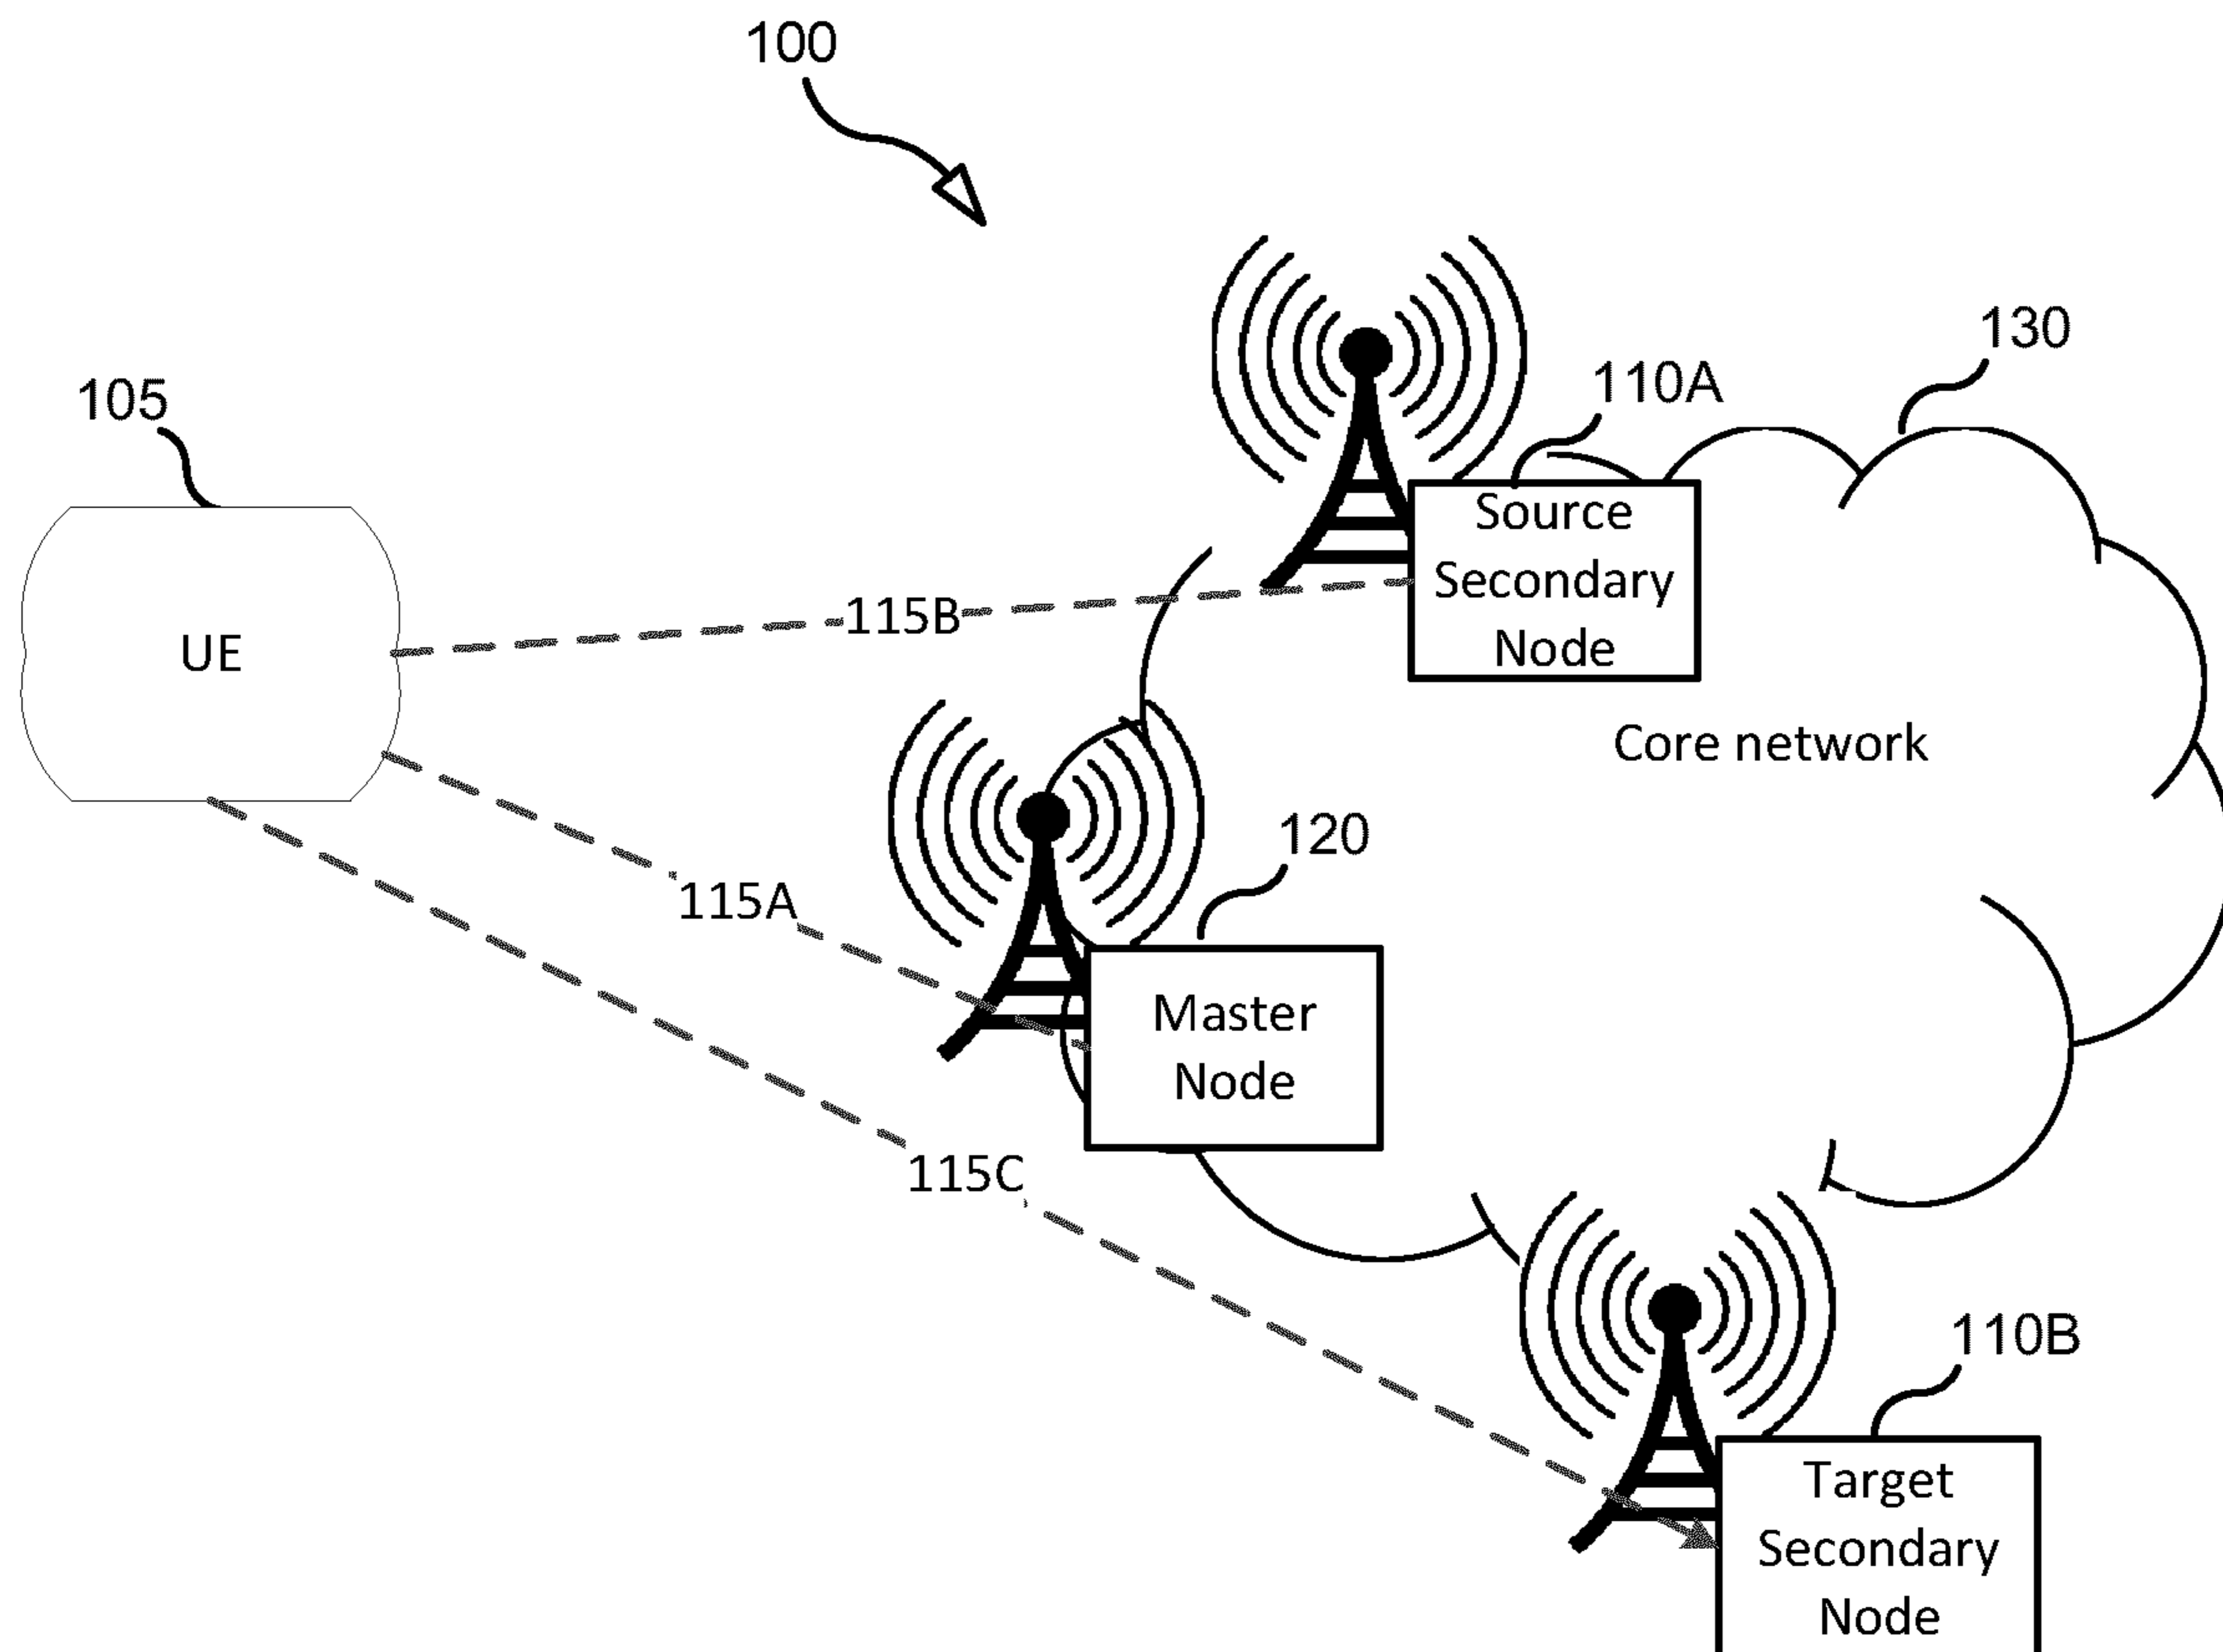 100
130
110A
105
Source
Secondary
Node
115B
UE
Core network
120
115A
Master
Node
115C
110B
Target
Secondary
Node